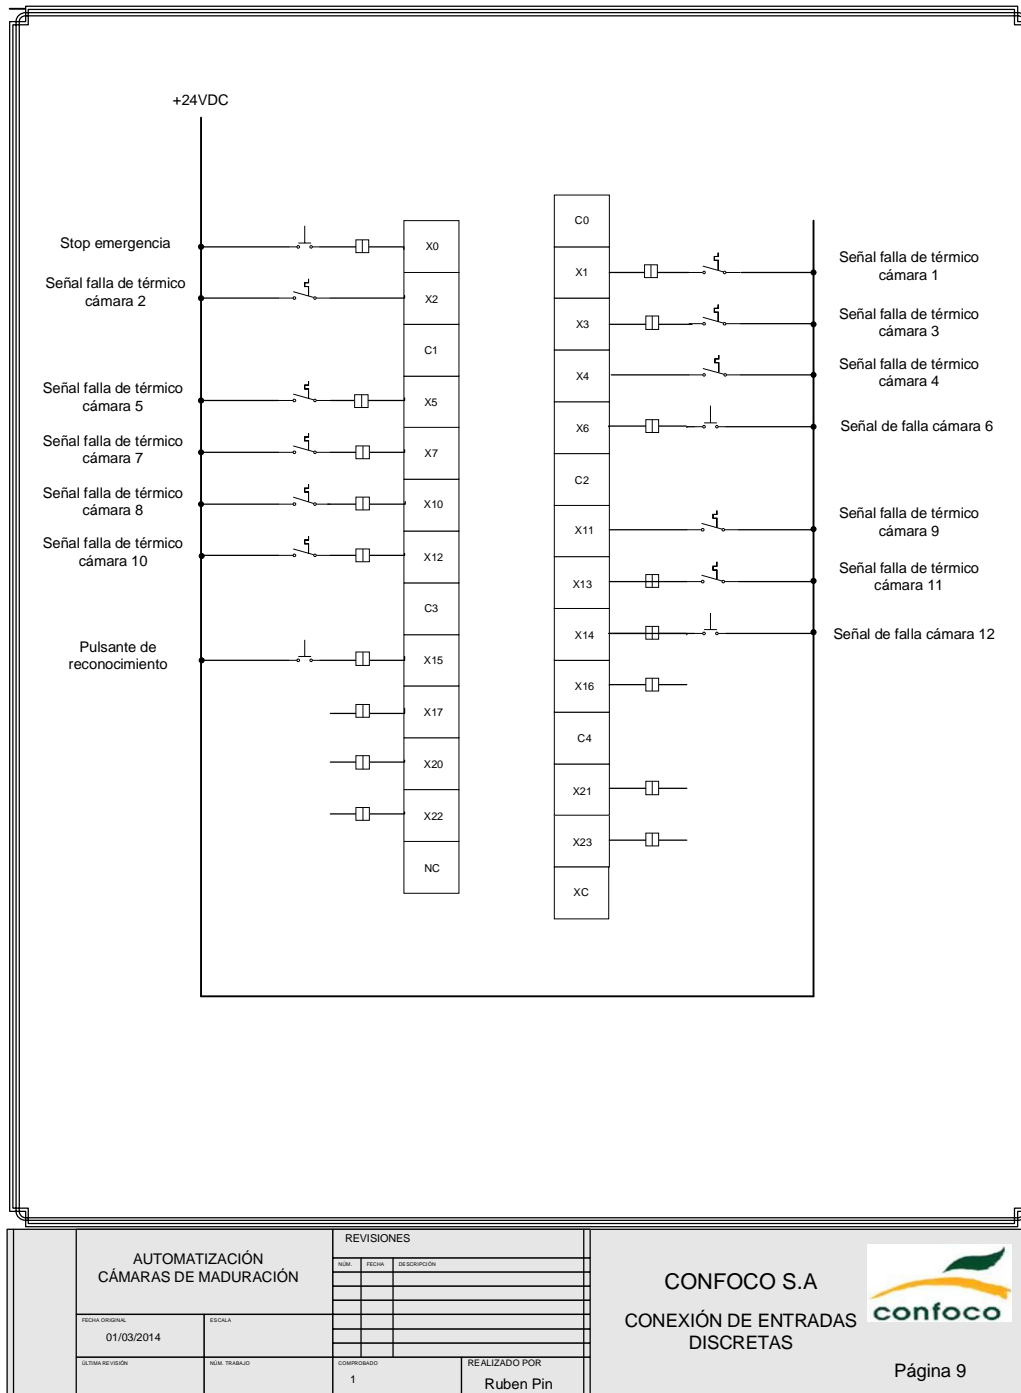 +24VDC
Stop emergencia
Señal falla de térmico
cámara 2
Señal falla de térmico
cámara 5
Señal falla de térmico
cámara 7
Señal falla de térmico
cámara 8
Señal falla de térmico
cámara 10
Pulsante de
reconocimiento
X0
X2
C1
X5
X7
X10
X12
C3
X15
X17
X20
X22
NC
C0
X1
X3
X4
X6
C2
X11
X13
X14
X16
C4
X21
X23
XC
Señal falla de térmico
cámara 1
Señal falla de térmico
cámara 3
Señal falla de térmico
cámara 4
Señal de falla cámara 6
Señal falla de térmico
cámara 9
Señal falla de térmico
cámara 11
Señal de falla cámara 12
AUTOMATIZACIÓN
CÁMARAS DE MADURACIÓN
FECHA ORIGINAL
01/03/2014
ESCALA
ÚLTIMA REVISIÓN
NÚM. TRABAJO
REVISIONES
NÚM. FECHA DESCRIPCIÓN
COMPROBADO
1
REALIZADO POR
Ruben Pin
CONFOCO S.A
CONEXIÓN DE ENTRADAS
DISCRETAS
confoco
Página 9